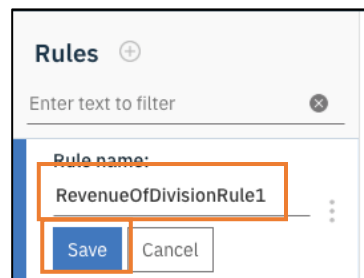 Rules
Enter text to filter
Rule name:
RevenueOfDivisionRule1
Save Cancel